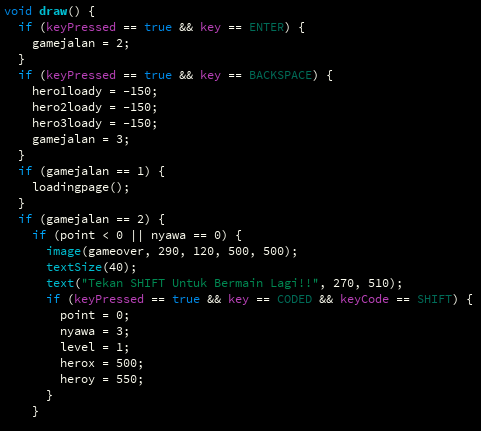 void draw() {
  if (keyPressed == true && key == ENTER) {
    gamejalan = 2;
  }
  if (keyPressed == true && key == BACKSPACE) {
    hero1loady = -150;
    hero2loady = -150;
    hero3loady = -150;
    gamejalan = 3;
  }
  if (gamejalan == 1) {
    loadingpage();
  }
  if (gamejalan == 2) {
    if (point < 0 || nyawa == 0) {
      image(gameover, 290, 120, 500, 500);
      textSize(40);
      text("Tekan SHIFT Untuk Bermain Lagi!!", 270, 510);
      if (keyPressed == true && key == CODED && keyCode == SHIFT) {
        point = 0;
        nyawa = 3;
        level = 1;
        herox = 500;
        heroy = 550;
      }
    }